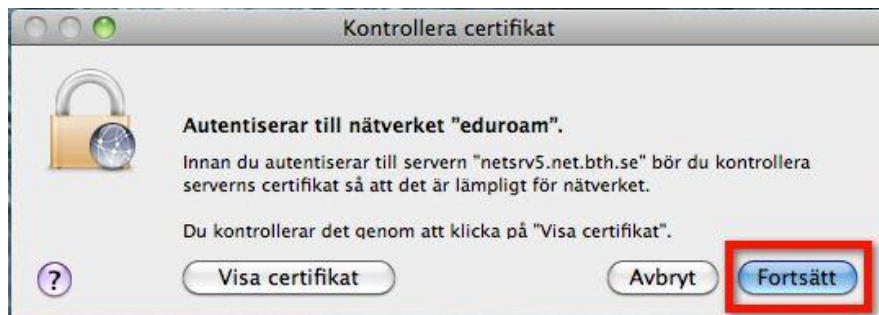 Kontrollera certifikat
Autentiserar till nätverket "eduroam".
Innan du autentiserar till servern "netsrv5.net.bth.se" bör du kontrollera
serverns certifikat så att det är lämpligt för nätverket.
Du kontrollerar det genom att klicka på "Visa certifikat".
? Visa certifikat Avbryt Fortsätt